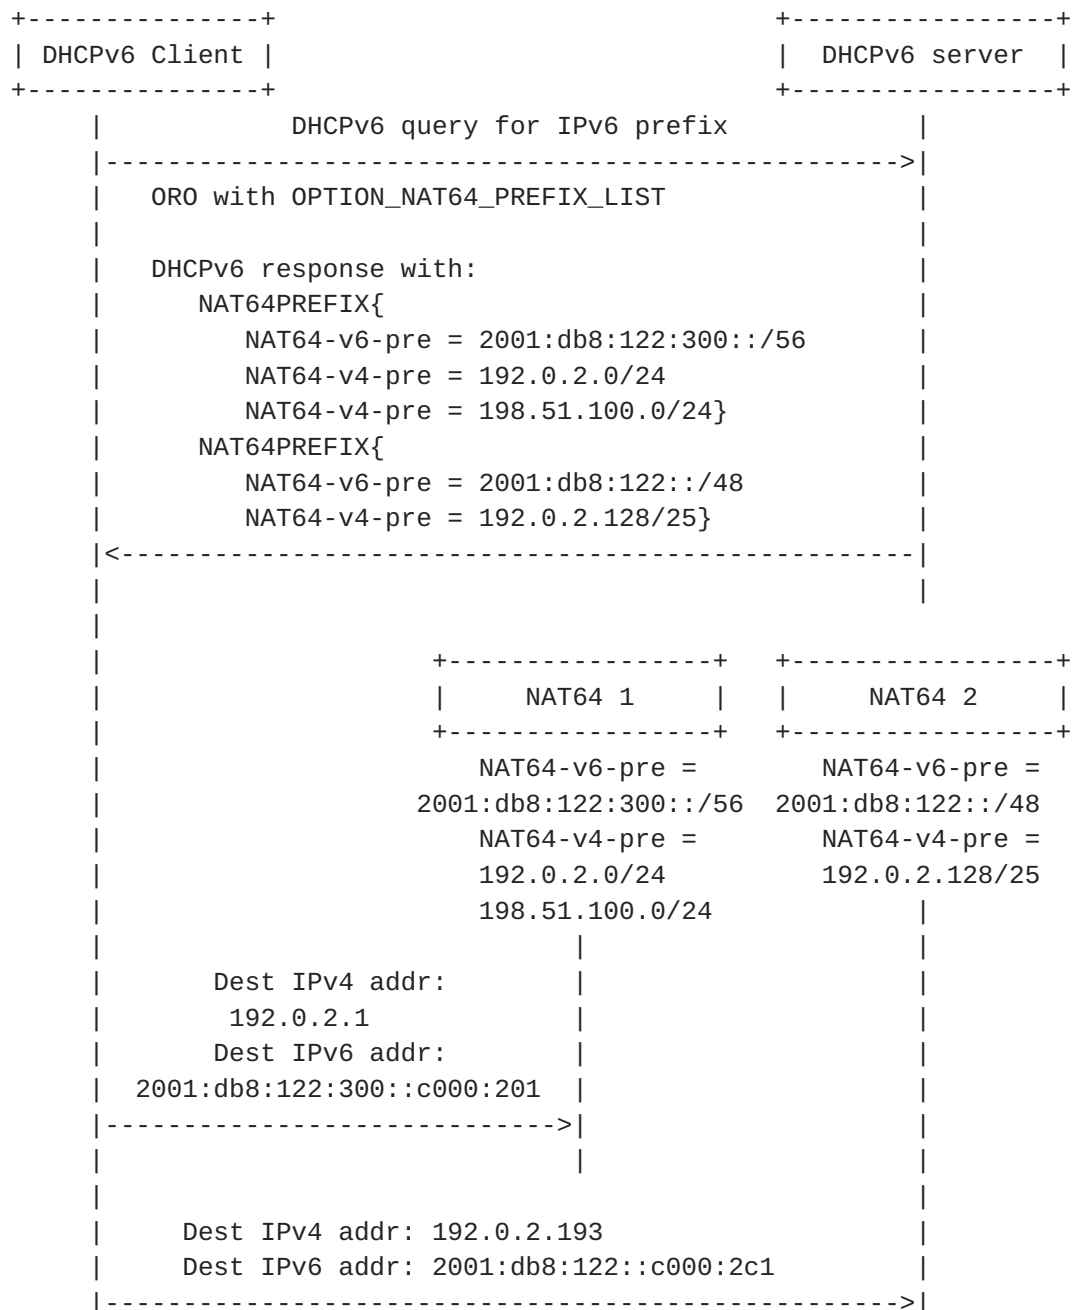 +---------------+                                +-----------------+
| DHCPv6 Client |                                |  DHCPv6 server  |
+---------------+                                +-----------------+
     |            DHCPv6 query for IPv6 prefix            |
     |--------------------------------------------------->|
     |   ORO with OPTION_NAT64_PREFIX_LIST                |
     |                                                    |
     |   DHCPv6 response with:                            |
     |      NAT64PREFIX{                                  |
     |         NAT64-v6-pre = 2001:db8:122:300::/56       |
     |         NAT64-v4-pre = 192.0.2.0/24                |
     |         NAT64-v4-pre = 198.51.100.0/24}            |
     |      NAT64PREFIX{                                  |
     |         NAT64-v6-pre = 2001:db8:122::/48           |
     |         NAT64-v4-pre = 192.0.2.128/25}             |
     |<---------------------------------------------------|
     |                                                    |
     |
     |                     +-----------------+   +-----------------+
     |                     |     NAT64 1     |   |     NAT64 2     |
     |                     +-----------------+   +-----------------+
     |                        NAT64-v6-pre =        NAT64-v6-pre =
     |                    2001:db8:122:300::/56  2001:db8:122::/48
     |                        NAT64-v4-pre =        NAT64-v4-pre =
     |                        192.0.2.0/24          192.0.2.128/25
     |                        198.51.100.0/24             |
     |                              |                     |
     |       Dest IPv4 addr:        |                     |
     |        192.0.2.1             |                     |
     |       Dest IPv6 addr:        |                     |
     |  2001:db8:122:300::c000:201  |                     |
     |----------------------------->|                     |
     |                              |                     |
     |                                                    |
     |     Dest IPv4 addr: 192.0.2.193                    |
     |     Dest IPv6 addr: 2001:db8:122::c000:2c1         |
     |--------------------------------------------------->|